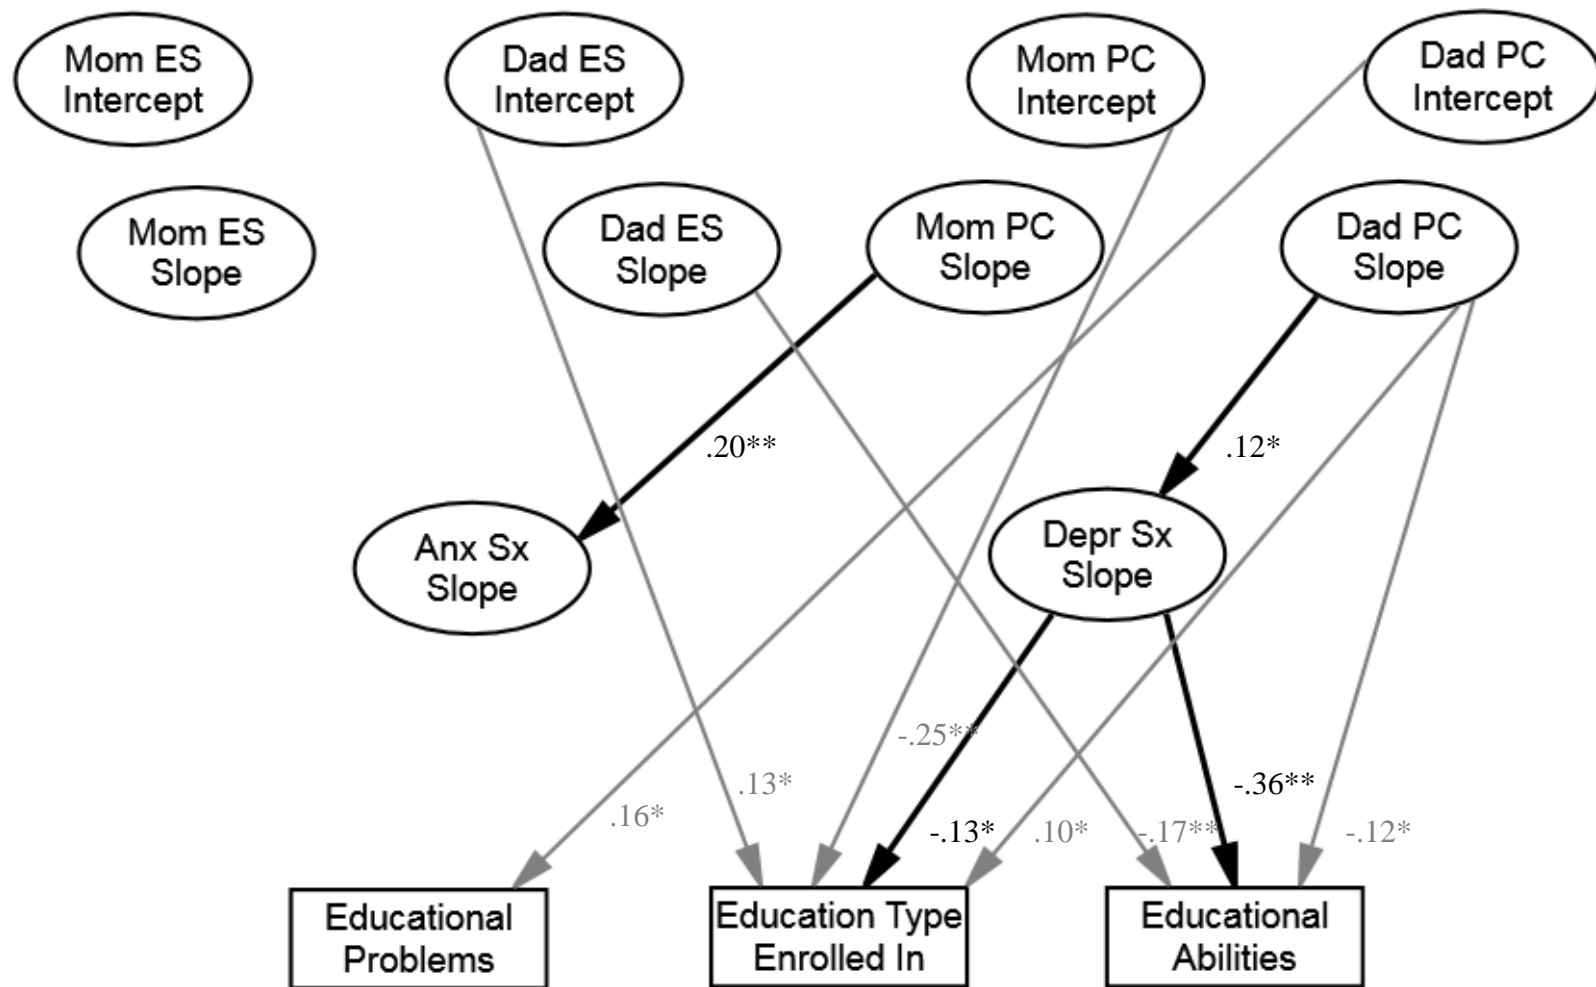 Mom ES
Intercept
Dad ES
Intercept
Mom PC
Intercept
Dad PC
Intercept
Mom ES
Slope
Dad ES
Slope
Mom PC
Slope
Dad PC
Slope
.20**
.12*
Anx Sx
Slope
Depr Sx
Slope
-.25**
.13*
-.36**
.16*
-.13*
.10*
-.17**
-.12*
Educational
Problems
Education Type
Enrolled In
Educational
Abilities